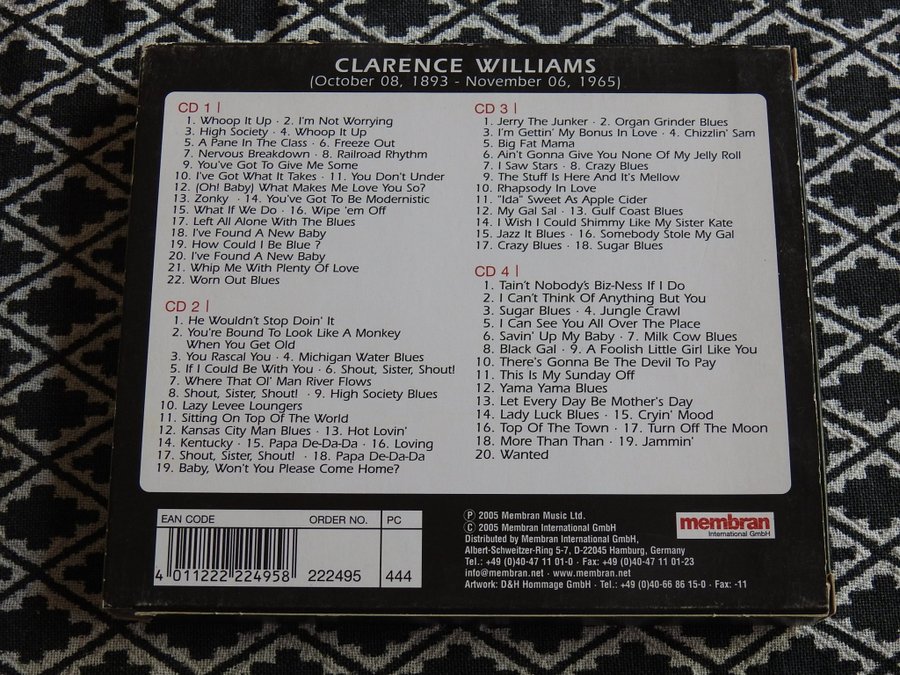 CLARENCE WILLIAMS
(October 08, 1893 - November 06, 1965)
CD 1 |
1. Whoop It Up · 2. I'm Not Worrying
3. High Society · 4. Whoop It Up
5. A Pane In The Class · 6. Freeze Out
7. Nervous Breakdown · 8. Railroad Rhythm
9. You've Got To Give Me Some
10. I've Got What It Takes · 11. You Don't Under
12. (Oh! Baby) What Makes Me Love You So?
13. Zonky · 14. You've Got To Be Modernistic
15. What If We Do · 16. Wipe 'em Off
17. Left All Alone With The Blues
18. I've Found A New Baby
19. How Could I Be Blue ?
20. I've Found A New Baby
21. Whip Me With Plenty Of Love
22. Worn Out Blues
CD 2 |
1. He Wouldn't Stop Doin' It
2. You're Bound To Look Like A Monkey
When You Get Old
3. You Rascal You · 4. Michigan Water Blues
5. If I Could Be With You · 6. Shout, Sister, Shout!
7. Where That Ol' Man River Flows
8. Shout, Sister, Shout! · 9. High Society Blues
10. Lazy Levee Loungers
11. Sitting On Top Of The World
12. Kansas City Man Blues · 13. Hot Lovin'
14. Kentucky · 15. Papa De-Da-Da · 16. Loving
17. Shout, Sister, Shout! · 18. Papa De-Da-Da
19. Baby, Won't You Please Come Home?
CD 3 |
1. Jerry The Junker · 2. Organ Grinder Blues
3. I'm Gettin' My Bonus In Love · 4. Chizzlin' Sam
5. Big Fat Mama
6. Ain't Gonna Give You None Of My Jelly Roll
7. I Saw Stars · 8. Crazy Blues
9. The Stuff Is Here And It's Mellow
10. Rhapsody In Love
11. "Ida" Sweet As Apple Cider
12. My Gal Sal · 13. Gulf Coast Blues
14. I Wish I Could Shimmy Like My Sister Kate
15. Jazz It Blues · 16. Somebody Stole My Gal
17. Crazy Blues · 18. Sugar Blues
CD 4 |
1. Tain't Nobody's Biz-Ness If I Do
2. I Can't Think Of Anything But You
3. Sugar Blues · 4. Jungle Crawl
5. I Can See You All Over The Place
6. Savin' Up My Baby · 7. Milk Cow Blues
8. Black Gal · 9. A Foolish Little Girl Like You
10. There's Gonna Be The Devil To Pay
11. This Is My Sunday Off
12. Yama Yama Blues
13. Let Every Day Be Mother's Day
14. Lady Luck Blues · 15. Cryin' Mood
16. Top Of The Town · 17. Turn Off The Moon
18. More Than Than · 19. Jammin'
20. Wanted
EAN CODE ORDER NO. PC
4 011222 224958 222495 444
℗ 2005 Membran Music Ltd.
© 2005 Membran International GmbH
Distributed by Membran International GmbH,
Albert-Schweitzer-Ring 5-7, D-22045 Hamburg, Germany
Tel.: +49 (0)40-47 11 01-0 · Fax: +49 (0)40-47 11 01-23
info@membran.net · www.membran.net
Artwork: D&H Hommage GmbH · Tel.: +49 (0)40-66 86 15-0 · Fax: -11
membran
International GmbH